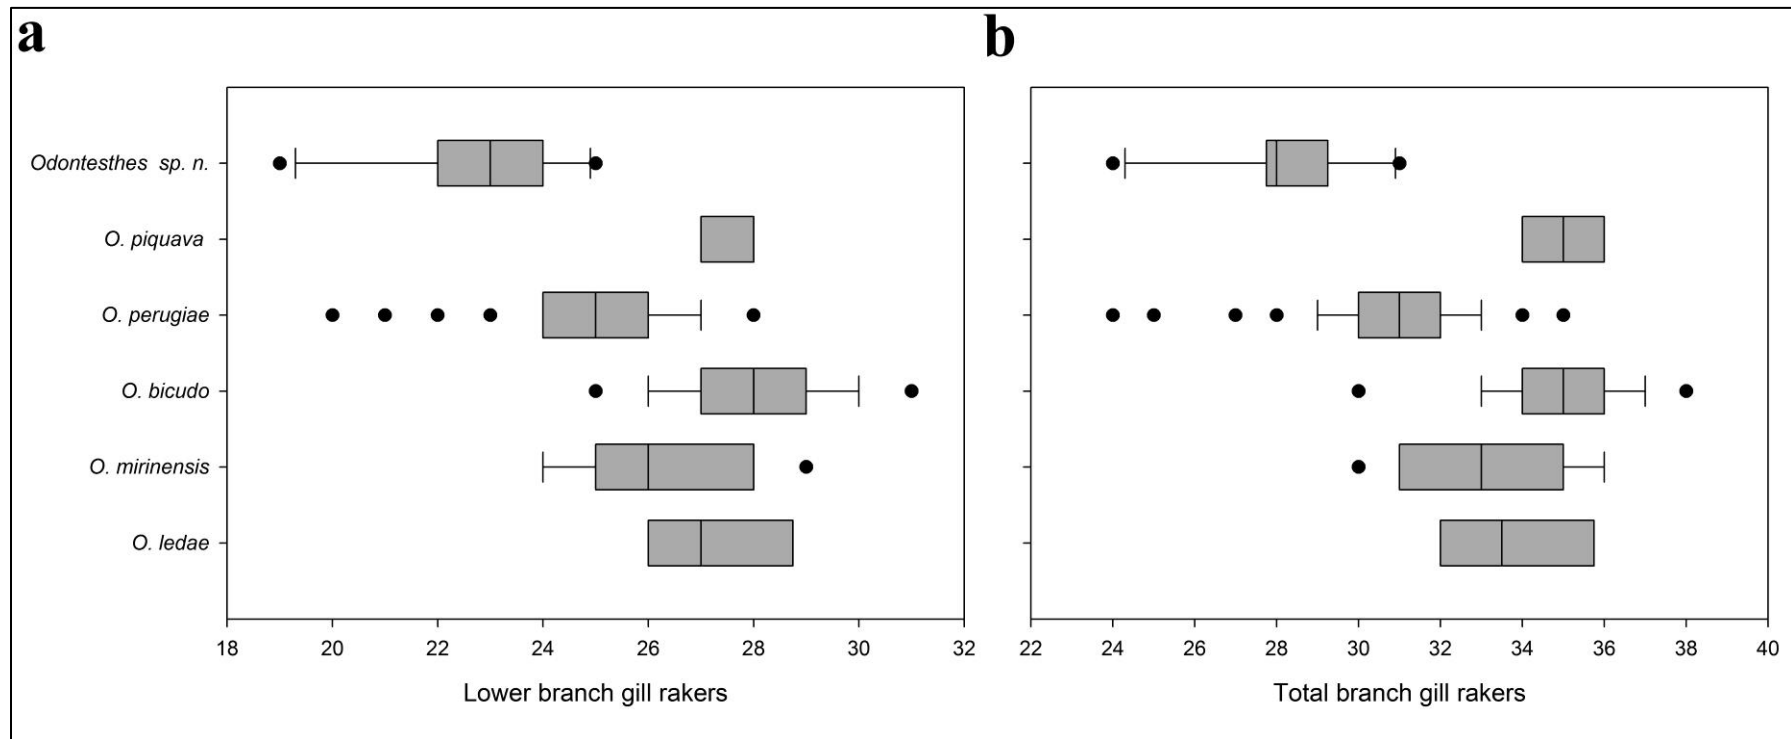 a
b
Odontesthes sp. n.
O. piquava
O. perugiae
O. bicudo
O. mirinensis
O. ledae
18 20 22 24 26 28 30 32
22 24 26 28 30 32 34 36 38 40
Lower branch gill rakers
Total branch gill rakers